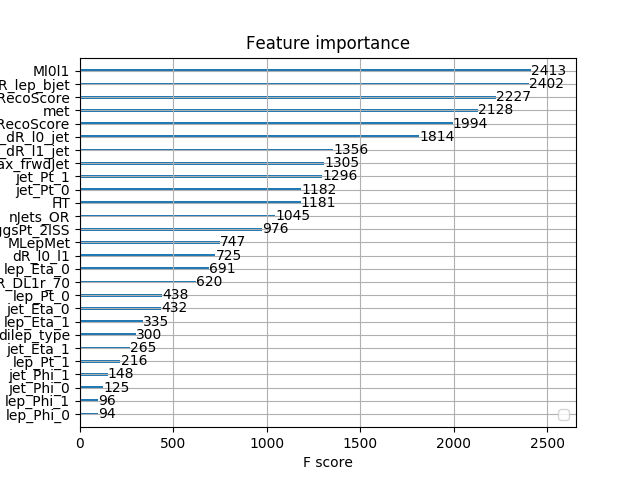 Feature importance
Ml0l1 2413
R_lep_bjet 2402
RecoScore 2227
met 2128
RecoScore 1994
dR_l0_jet 1814
dR_l1_jet 1356
ax_frwdJet 1305
jet_Pt_1 1296
jet_Pt_0 1182
HT 1181
nJets_OR 1045
ggsPt_2lSS 976
MLepMet 747
dR_l0_l1 725
lep_Eta_0 691
R_DL1r_70 620
lep_Pt_0 438
jet_Eta_0 432
lep_Eta_1 335
dilep_type 300
jet_Eta_1 265
lep_Pt_1 216
jet_Phi_1 148
jet_Phi_0 125
lep_Phi_1 96
lep_Phi_0 94
0 500 1000 1500 2000 2500
F score